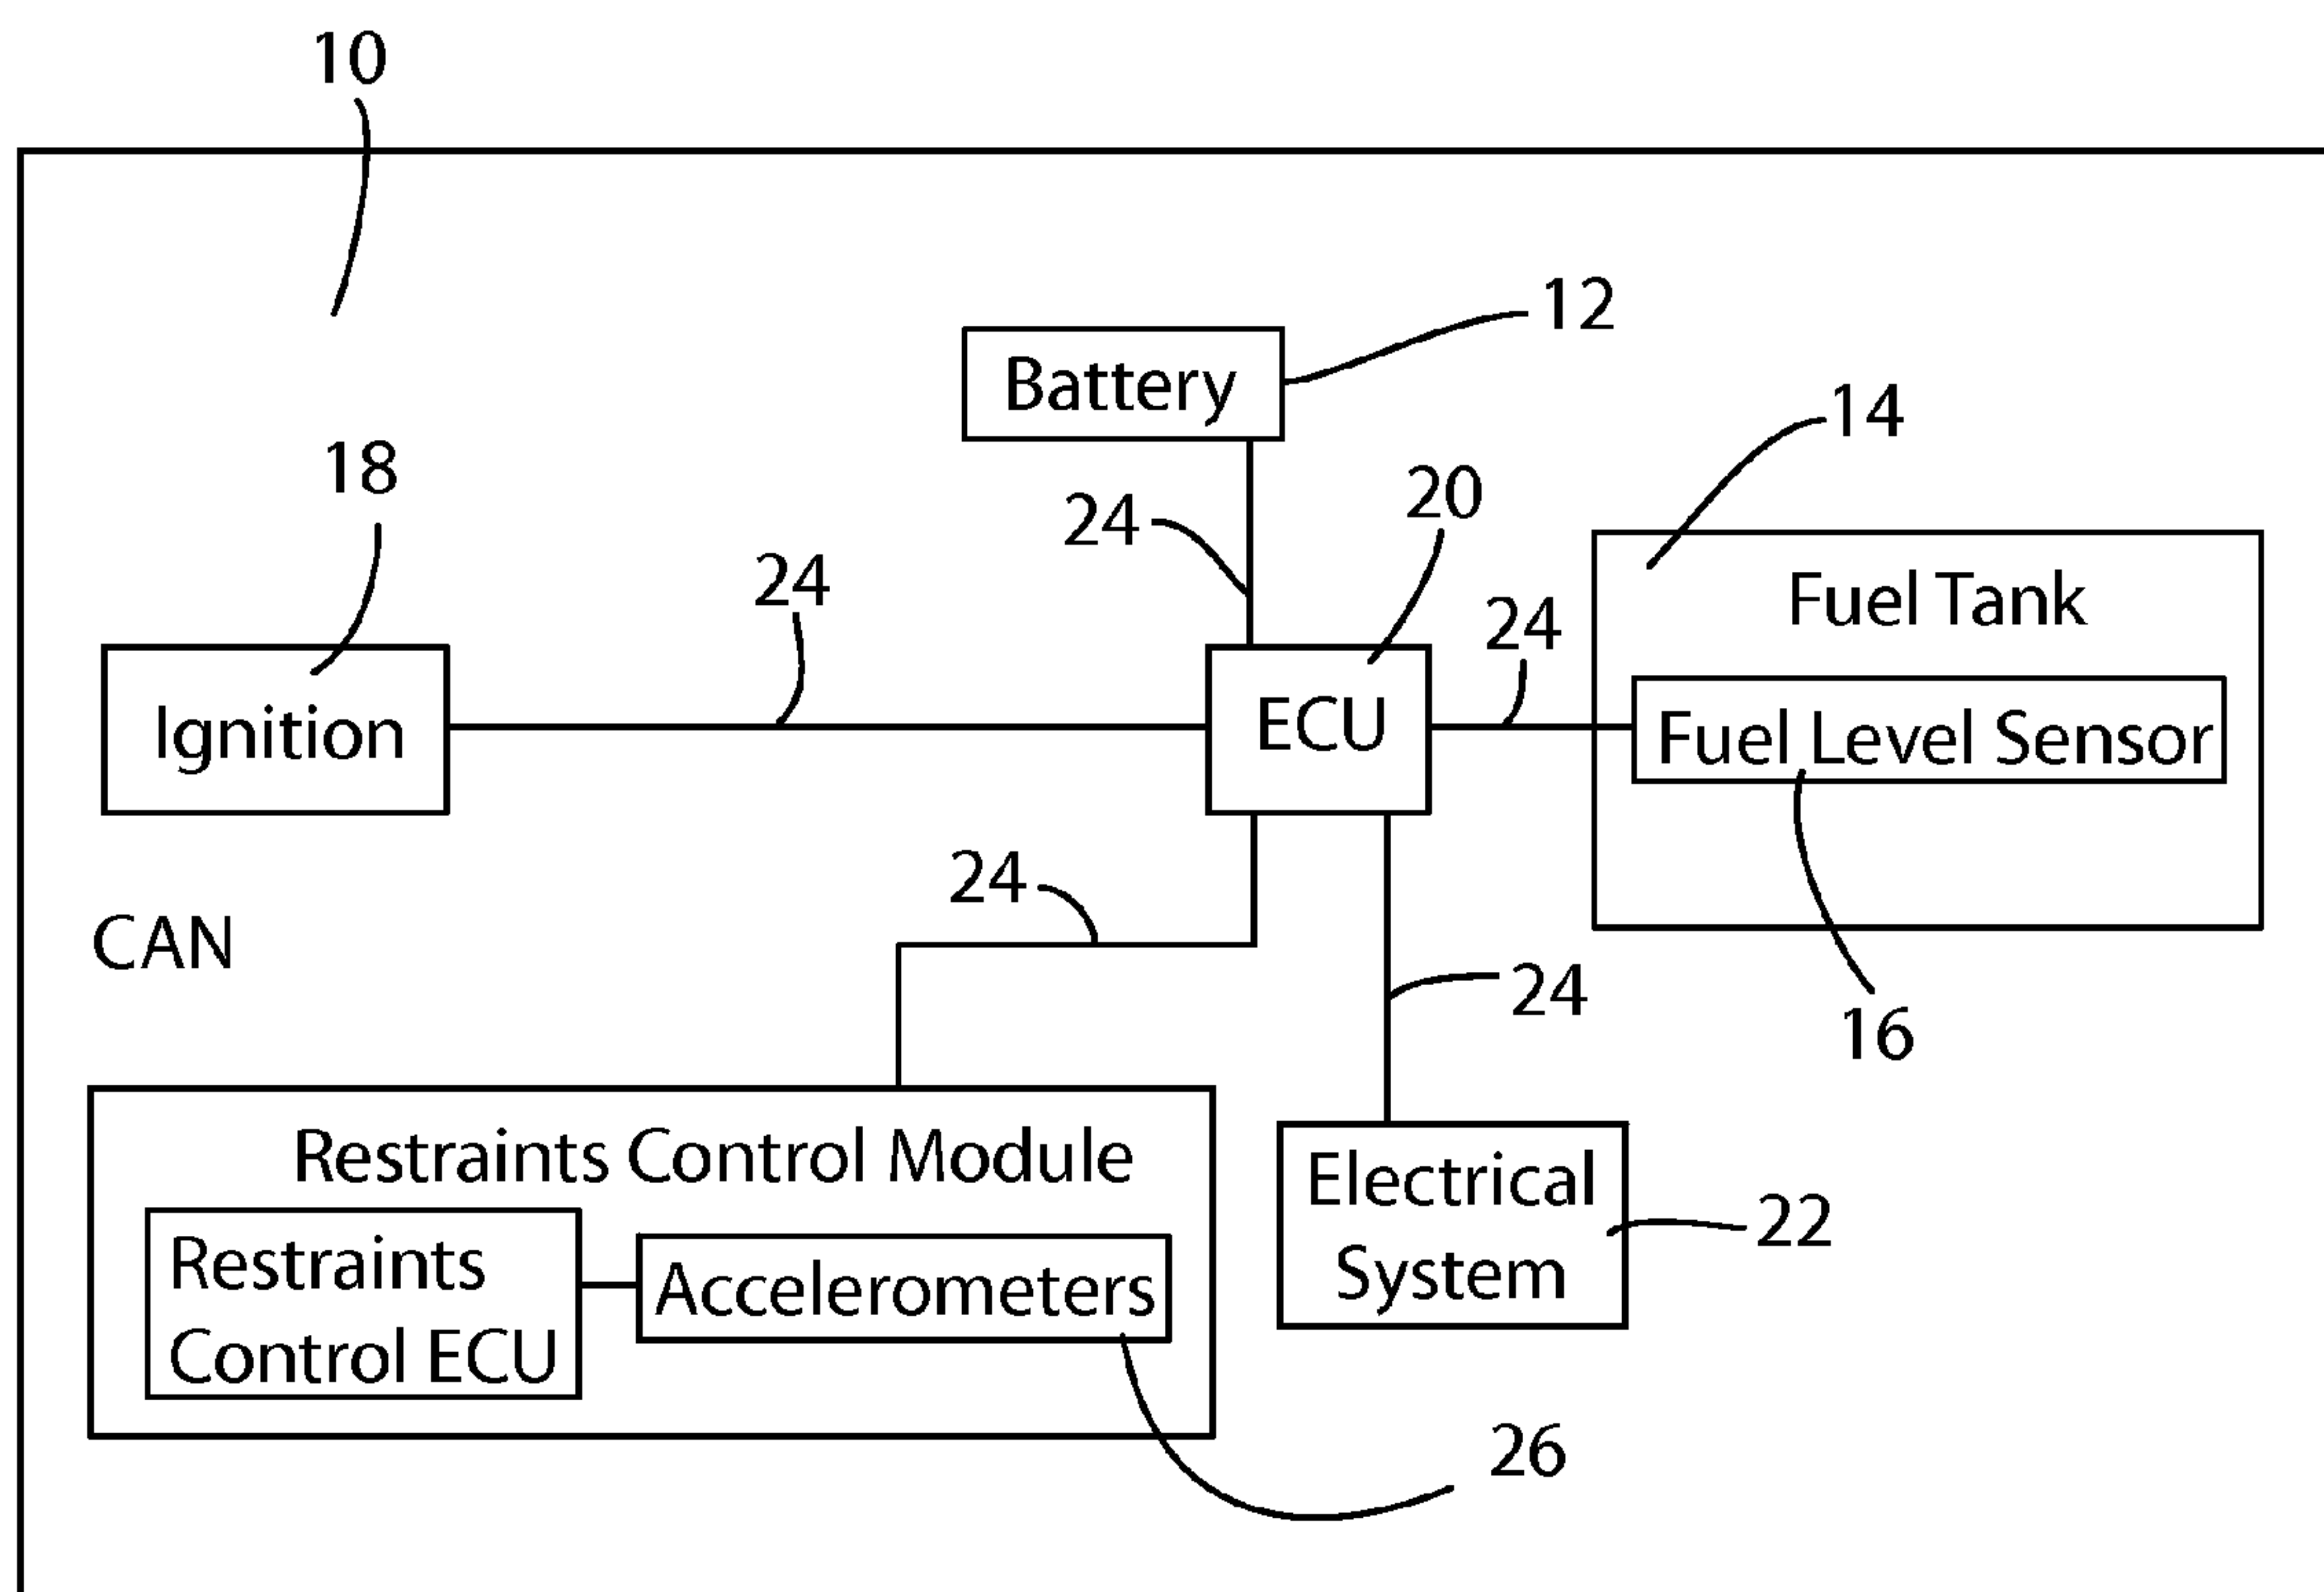 10
Battery
12
14
18
24
20
24
24
Fuel Tank
Ignition
ECU
Fuel Level Sensor
24
CAN
24
16
Restraints Control Module
Electrical
System
22
Restraints
Control ECU
Accelerometers
26